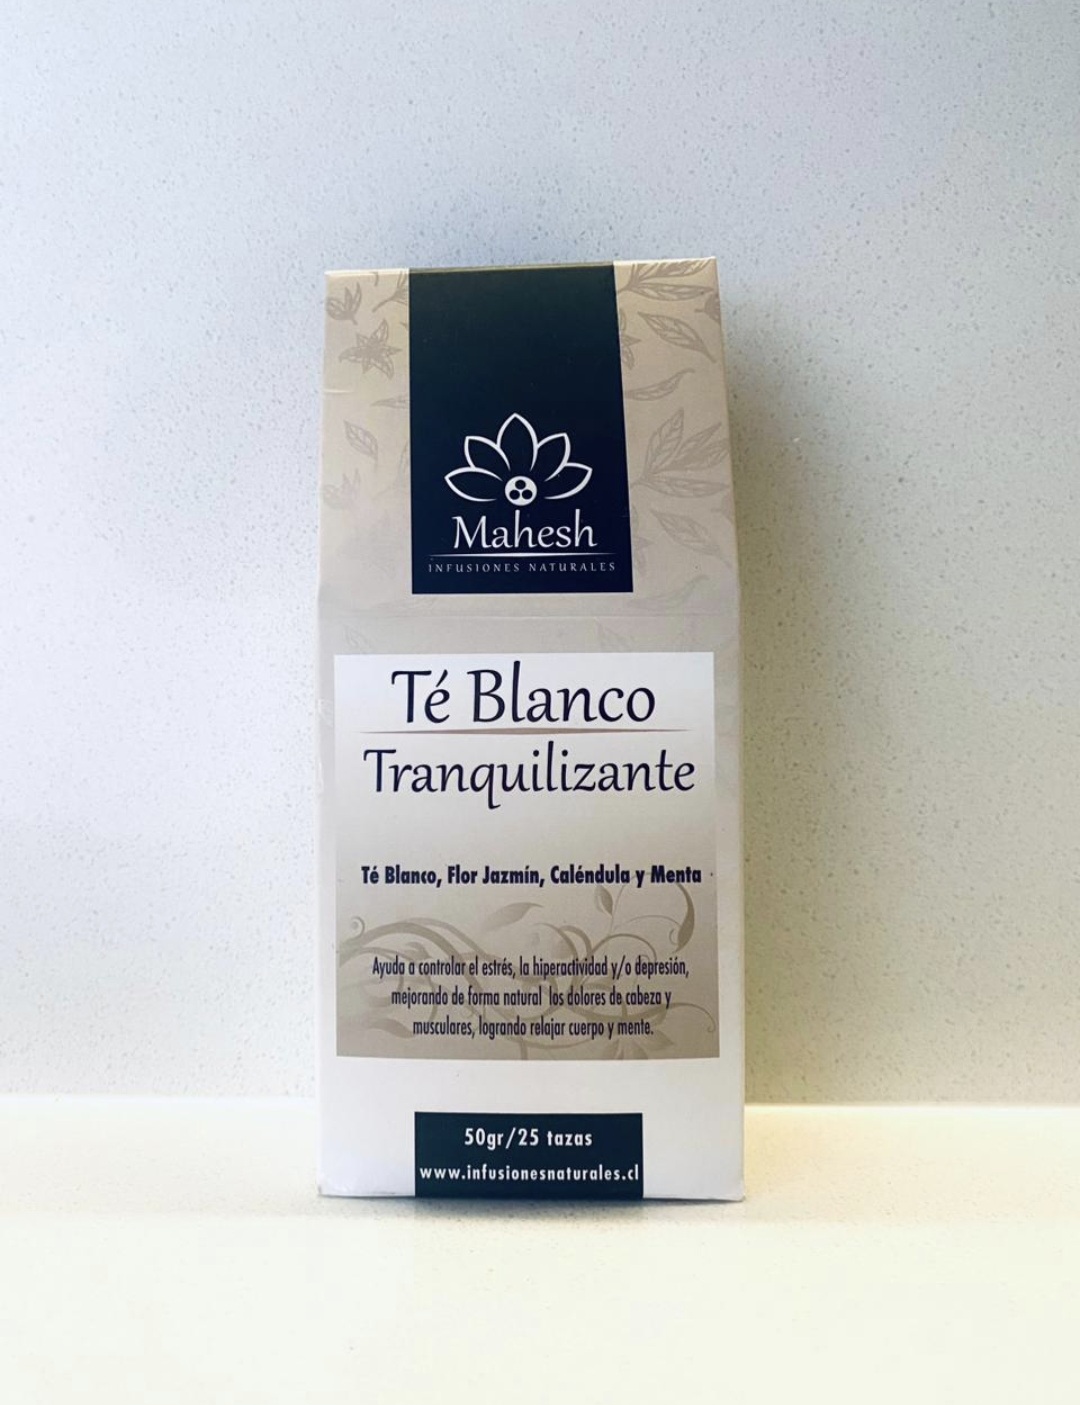 Mahesh
INFUSIONES NATURALES
Té Blanco
Tranquilizante
Té Blanco, Flor Jazmín, Caléndula y Menta
Ayuda a controlar el estrés, la hiperactividad y/o depresión,
mejorando de forma natural los dolores de cabeza y
musculares, logrando relajar cuerpo y mente.
50gr/25 tazas
www.infusionesnaturales.cl